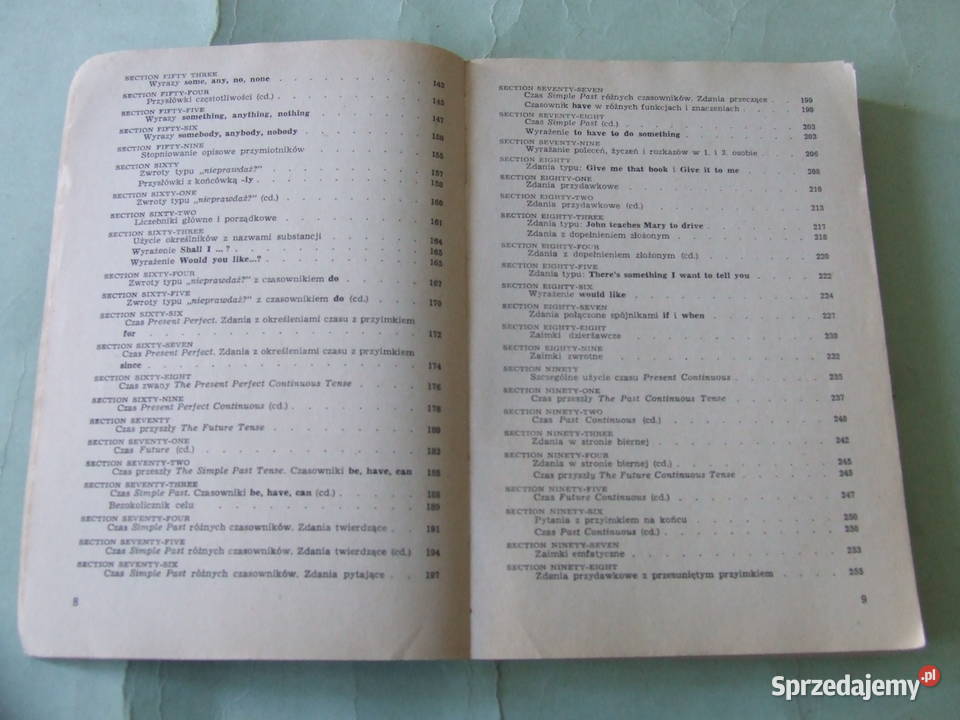 SECTION FIFTY THREE
Wyrazy some, any, no, none . . . . . . . . . 143
SECTION FIFTY-FOUR
Przysłówki częstotliwości (cd.) . . . . . . . . . 145
SECTION FIFTY-FIVE
Wyrazy something, anything, nothing . . . . . . . 147
SECTION FIFTY-SIX
Wyrazy somebody, anybody, nobody . . . . . . . 150
SECTION FIFTY-NINE
Stopniowanie opisowe przymiotników . . . . . . . 155
SECTION SIXTY
Zwroty typu „nieprawdaż?” . . . . . . . . . 157
Przysłówki z końcówką -ly . . . . . . . . . 158
SECTION SIXTY-ONE
Zwroty typu „nieprawdaż?” (cd.) . . . . . . . . 160
SECTION SIXTY-TWO
Liczebniki główne i porządkowe . . . . . . . . 161
SECTION SIXTY-THREE
Użycie określników z nazwami substancji . . . . . . 164
Wyrażenie Shall I ... ? . . . . . . . . . . 165
Wyrażenie Would you like...? . . . . . . . . . 165
SECTION SIXTY-FOUR
Zwroty typu „nieprawdaż?” z czasownikiem do . . . . . 167
SECTION SIXTY-FIVE
Zwroty typu „nieprawdaż?” z czasownikiem do (cd.) . . . . 170
SECTION SIXTY-SIX
Czas Present Perfect. Zdania z określeniami czasu z przyimkiem
for . . . . . . . . . . . . . . 172
SECTION SIXTY-SEVEN
Czas Present Perfect. Zdania z określeniami czasu z przyimkiem
since . . . . . . . . . . . . . . 174
SECTION SIXTY-EIGHT
Czas zwany The Present Perfect Continuous Tense . . . . 176
SECTION SIXTY-NINE
Czas Present Perfect Continuous (cd.) . . . . . . . 178
SECTION SEVENTY
Czas przyszły The Future Tense . . . . . . . . 180
SECTION SEVENTY-ONE
Czas Future (cd.) . . . . . . . . . . . 183
SECTION SEVENTY-TWO
Czas przeszły The Simple Past Tense. Czasowniki be, have, can 185
SECTION SEVENTY-THREE
Czas Simple Past. Czasowniki be, have, can (cd.) . . . . . 188
Bezokolicznik celu . . . . . . . . . . . 189
SECTION SEVENTY-FOUR
Czas Simple Past różnych czasowników. Zdania twierdzące . . 191
SECTION SEVENTY-FIVE
Czas Simple Past różnych czasowników. Zdania twierdzące (cd.) . 194
SECTION SEVENTY-SIX
Czas Simple Past różnych czasowników. Zdania pytające . . . 197
8
SECTION SEVENTY-SEVEN
Czas Simple Past różnych czasowników. Zdania przeczące . . . 199
Czasownik have w różnych funkcjach i znaczeniach . . . . 199
SECTION SEVENTY-EIGHT
Czas Simple Past (cd.) . . . . . . . . . . 203
Wyrażenie to have to do something . . . . . . . 203
SECTION SEVENTY-NINE
Wyrażanie poleceń, życzeń i rozkazów w 1. i 3. osobie . . . 206
SECTION EIGHTY
Zdania typu: Give me that book i Give it to me . . . . . 208
SECTION EIGHTY-ONE
Zdania przydawkowe . . . . . . . . . . . 210
SECTION EIGHTY-TWO
Zdania przydawkowe (cd.) . . . . . . . . . . 213
SECTION EIGHTY-THREE
Zdania typu: John teaches Mary to drive . . . . . . . 217
Zdania z dopełnieniem złożonym . . . . . . . . 218
SECTION EIGHTY-FOUR
Zdania z dopełnieniem złożonym (cd.) . . . . . . . 220
SECTION EIGHTY-FIVE
Zdania typu: There's something I want to tell you . . . . 222
SECTION EIGHTY-SIX
Wyrażenie would like . . . . . . . . . . 224
SECTION EIGHTY-SEVEN
Zdania połączone spójnikami if i when . . . . . . . 227
SECTION EIGHTY-EIGHT
Zaimki dzierżawcze . . . . . . . . . . . 230
SECTION EIGHTY-NINE
Zaimki zwrotne . . . . . . . . . . . . 232
SECTION NINETY
Szczególne użycie czasu Present Continuous . . . . . . 235
SECTION NINETY-ONE
Czas przeszły The Past Continuous Tense . . . . . . 237
SECTION NINETY-TWO
Czas Past Continuous (cd.) . . . . . . . . . 240
SECTION NINETY-THREE
Zdania w stronie biernej . . . . . . . . . . 242
SECTION NINETY-FOUR
Zdania w stronie biernej (cd.) . . . . . . . . . 245
Czas przyszły The Future Continuous Tense . . . . . . 245
SECTION NINETY-FIVE
Czas Future Continuous (cd.) . . . . . . . . . 247
SECTION NINETY-SIX
Pytania z przyimkiem na końcu . . . . . . . . 250
Czas Past Continuous (cd.) . . . . . . . . . 250
SECTION NINETY-SEVEN
Zaimki emfatyczne . . . . . . . . . . . 253
SECTION NINETY-EIGHT
Zdania przydawkowe z przesuniętym przyimkiem . . . . 255
9
Sprzedajemy.pl